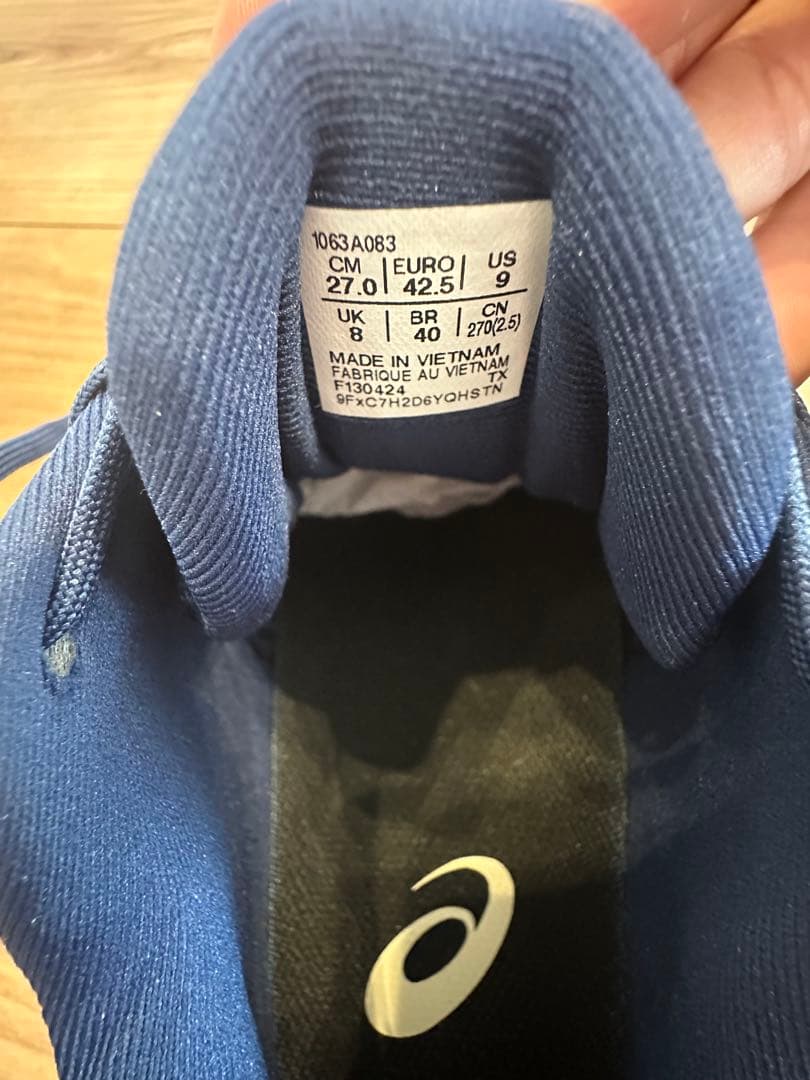 1063A083
CM | EURO | US
27.0 | 42.5 | 9
UK | BR | CN
8 | 40 | 270(2.5)
MADE IN VIETNAM
FABRIQUE AU VIETNAM
F130424 TX
9FxC7H2D6YQHSTN